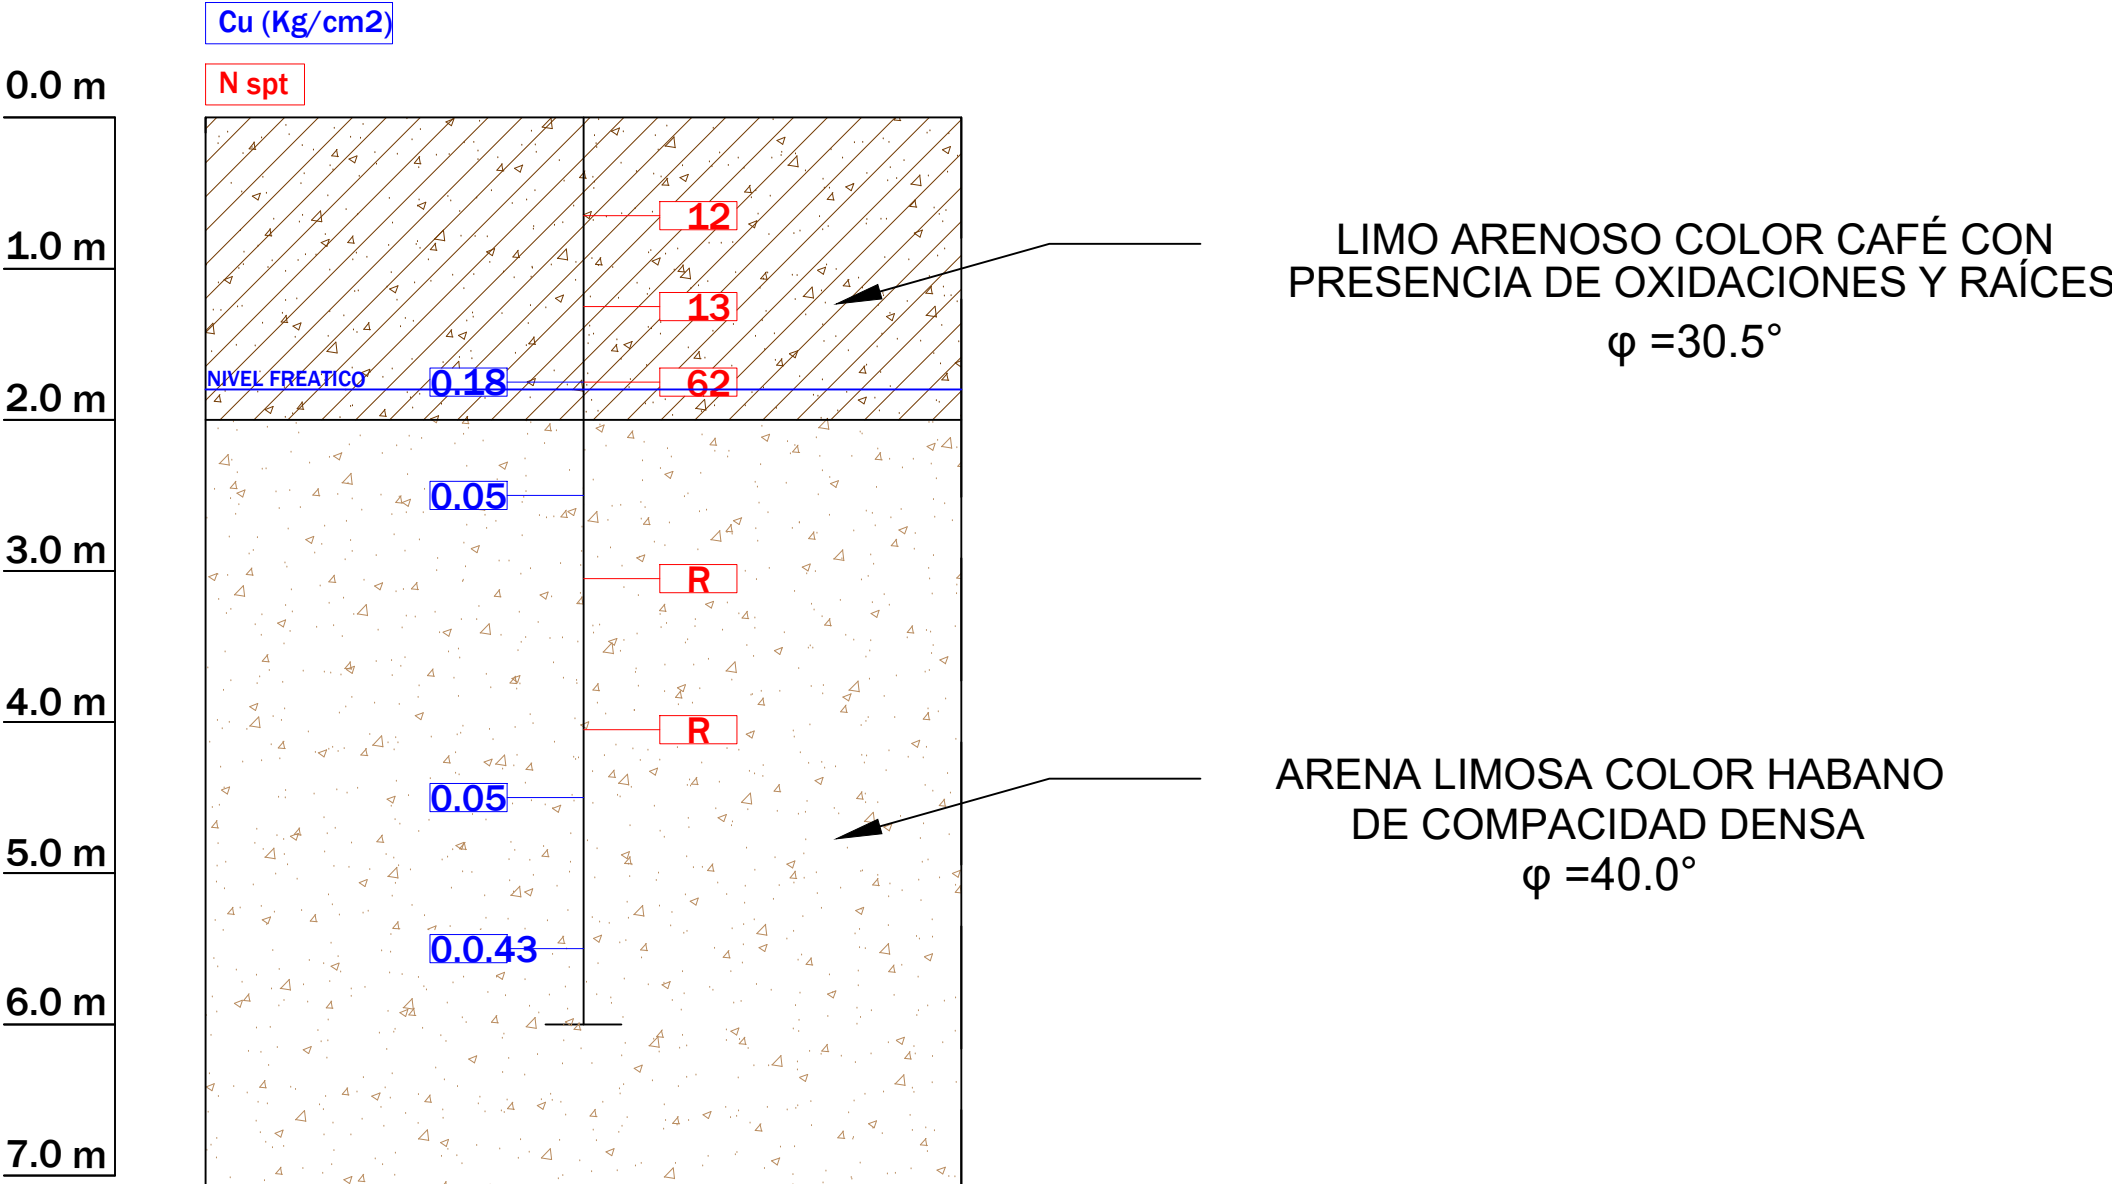 Cu (Kg/cm2)
N spt
0.0 m
12
1.0 m
LIMO ARENOSO COLOR CAFÉ CON
PRESENCIA DE OXIDACIONES Y RAÍCES
φ =30.5°
13
NIVEL FREATICO
0.18
62
2.0 m
0.05
3.0 m
R
4.0 m
R
0.05
ARENA LIMOSA COLOR HABANO
DE COMPACIDAD DENSA
φ =40.0°
5.0 m
0.0.43
6.0 m
7.0 m